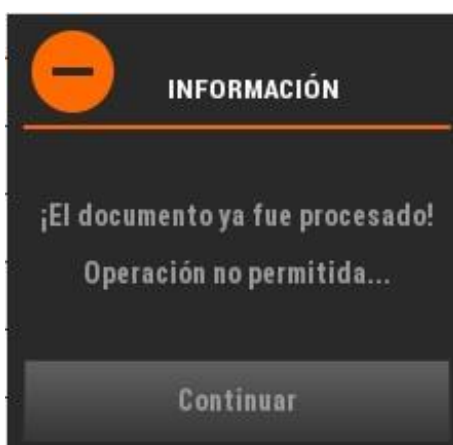 INFORMACIÓN
¡El documento ya fue procesado!
Operación no permitida...
Continuar